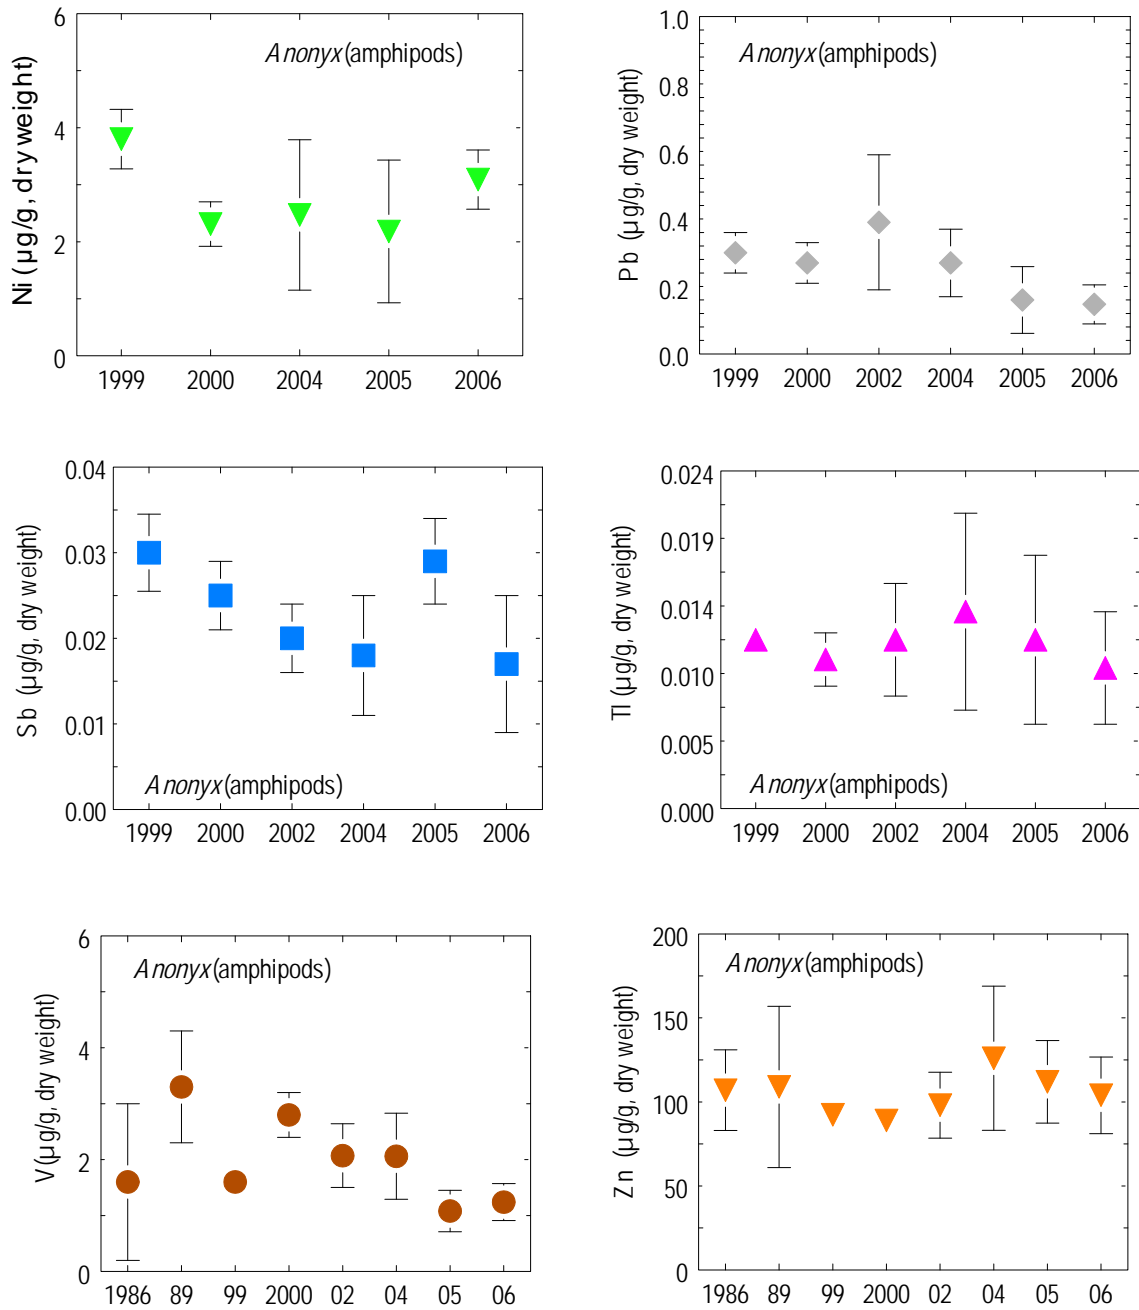 Ni (µg/g, dry weight)
6
4
2
0
Anonyx (amphipods)
1999 2000 2004 2005 2006
Pb (µg/g, dry weight)
1.0
0.8
0.6
0.4
0.2
0.0
Anonyx (amphipods)
1999 2000 2002 2004 2005 2006
Sb (µg/g, dry weight)
0.04
0.03
0.02
0.01
0.00
Anonyx (amphipods)
1999 2000 2002 2004 2005 2006
Tl (µg/g, dry weight)
0.024
0.019
0.014
0.010
0.005
0.000
Anonyx (amphipods)
1999 2000 2002 2004 2005 2006
V (µg/g, dry weight)
6
4
2
0
Anonyx (amphipods)
1986 89 99 2000 02 04 05 06
Zn (µg/g, dry weight)
200
150
100
50
0
Anonyx (amphipods)
1986 89 99 2000 02 04 05 06